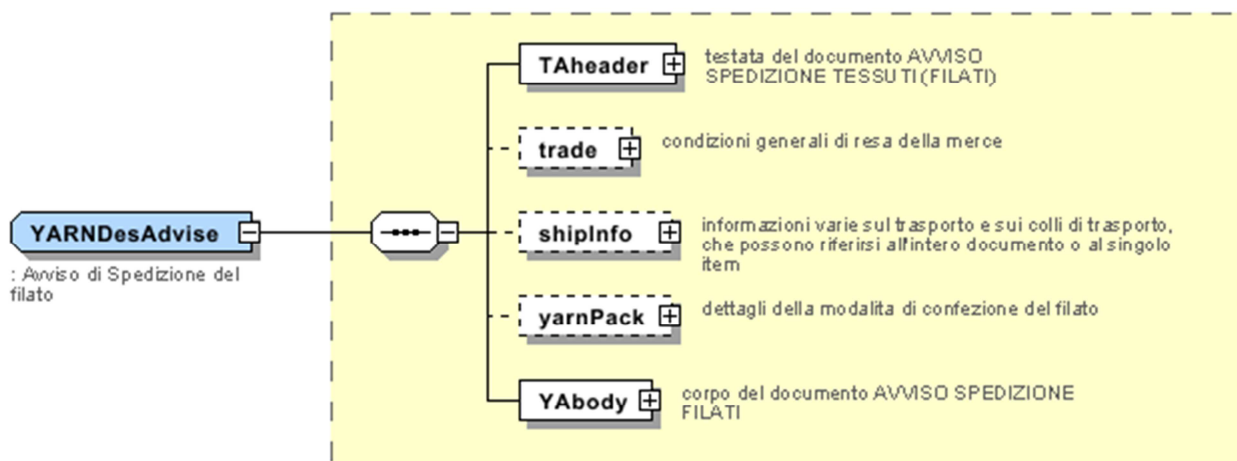 TAheader
testata del documento AVVISO
SPEDIZIONE TESSUTI (FILATI)
trade
condizioni generali di resa della merce
YARNDesAdvise
: Avviso di Spedizione del
filato
shipInfo
informazioni varie sul trasporto e sui colli di trasporto,
che possono riferirsi all'intero documento o al singolo
item
yarnPack
dettagli della modalita di confezione del filato
YAbody
corpo del documento AVVISO SPEDIZIONE
FILATI